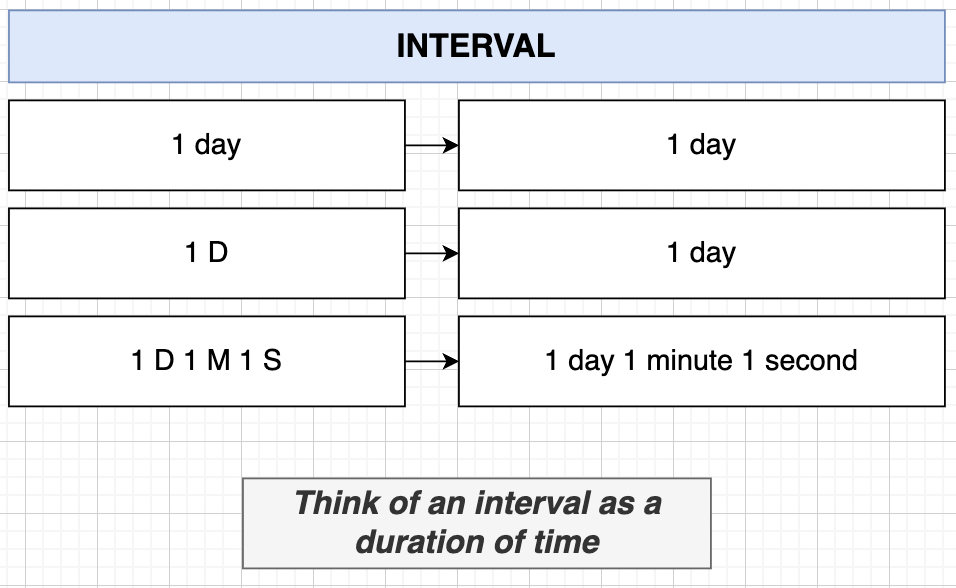 INTERVAL
1 day
1 day
1 D
1 day
1 D 1 M 1 S
1 day 1 minute 1 second
Think of an interval as a
duration of time